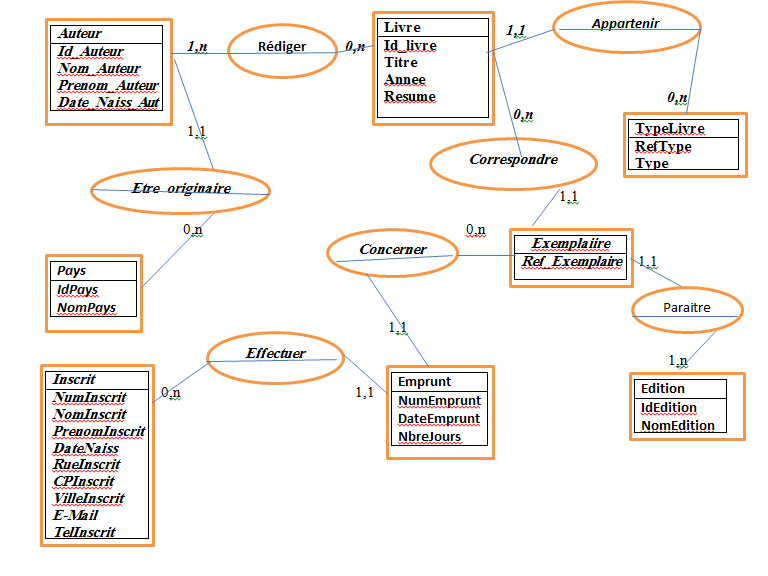 Auteur
Id_Auteur
Nom_Auteur
Prenom_Auteur
Date_Naiss_Aut
1,n
Rédiger
0,n
Livre
Id_livre
Titre
Annee
Resume
1,1
Appartenir
0,n
TypeLivre
RefType
Type
0,n
Correspondre
1,1
1,1
Etre originaire
0,n
Pays
IdPays
NomPays
Concerner
0,n
Exemplaiire
Ref_Exemplaire
1,1
Paraitre
1,n
Edition
IdEdition
NomEdition
1,1
Effectuer
0,n
1,1
Emprunt
NumEmprunt
DateEmprunt
NbreJours
Inscrit
NumInscrit
NomInscrit
PrenomInscrit
DateNaiss
RueInscrit
CPInscrit
VilleInscrit
E-Mail
TelInscrit